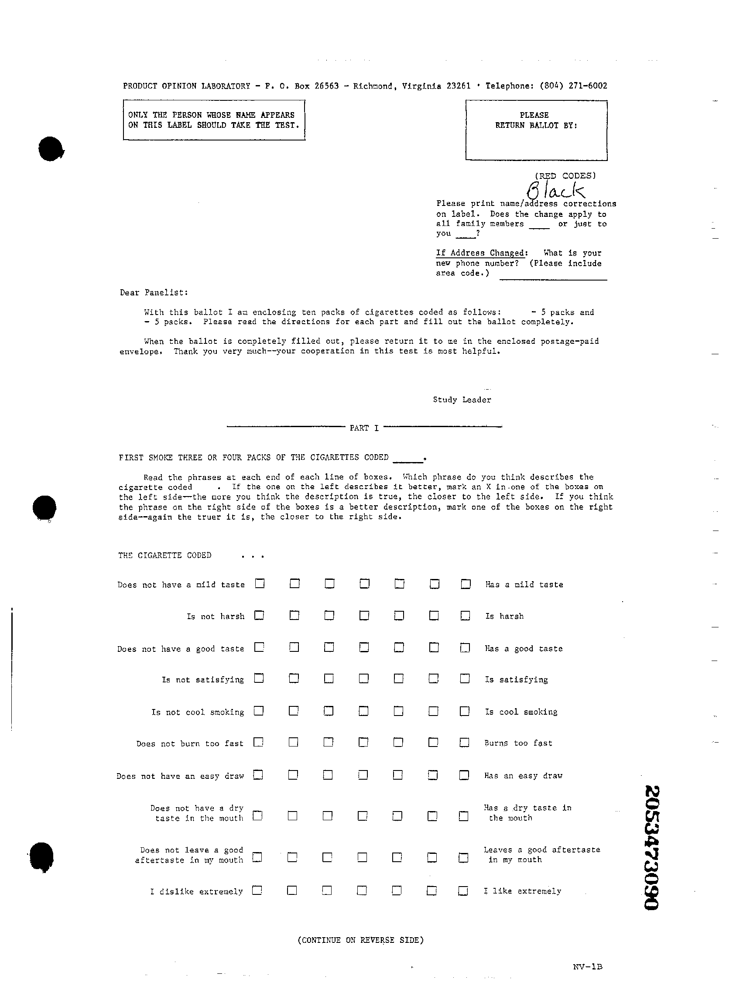 PRODUCT OPINION LABORATORY - P. O. Box 26563 - Richmond, Virginia 23261 · Telephone: (804) 271-6002
ONLY THE PERSON WHOSE NAME APPEARS
ON THIS LABEL SHOULD TAKE THE TEST.
PLEASE
RETURN BALLOT BY:
(RED CODES)
Black
Please print name/address corrections
on label. Does the change apply to
all family members ____ or just to
you ____?
If Address Changed: What is your
new phone number? (Please include
area code.) ____________
Dear Panelist:
With this ballot I am enclosing ten packs of cigarettes coded as follows: - 5 packs and
- 5 packs. Please read the directions for each part and fill out the ballot completely.
When the ballot is completely filled out, please return it to me in the enclosed postage-paid
envelope. Thank you very much--your cooperation in this test is most helpful.
Study Leader
PART I
FIRST SMOKE THREE OR FOUR PACKS OF THE CIGARETTES CODED _____.
Read the phrases at each end of each line of boxes. Which phrase do you think describes the
cigarette coded . If the one on the left describes it better, mark an X in one of the boxes on
the left side--the more you think the description is true, the closer to the left side. If you think
the phrase on the right side of the boxes is a better description, mark one of the boxes on the right
side--again the truer it is, the closer to the right side.
THE CIGARETTE CODED . . .
Does not have a mild taste □ □ □ □ □ □ □ Has a mild taste
Is not harsh □ □ □ □ □ □ □ Is harsh
Does not have a good taste □ □ □ □ □ □ □ Has a good taste
Is not satisfying □ □ □ □ □ □ □ Is satisfying
Is not cool smoking □ □ □ □ □ □ □ Is cool smoking
Does not burn too fast □ □ □ □ □ □ □ Burns too fast
Does not have an easy draw □ □ □ □ □ □ □ Has an easy draw
Does not have a dry
taste in the mouth □ □ □ □ □ □ □ Has a dry taste in
the mouth
Does not leave a good
aftertaste in my mouth □ □ □ □ □ □ □ Leaves a good aftertaste
in my mouth
I dislike extremely □ □ □ □ □ □ □ I like extremely
(CONTINUE ON REVERSE SIDE)
NV-1B
2053473090